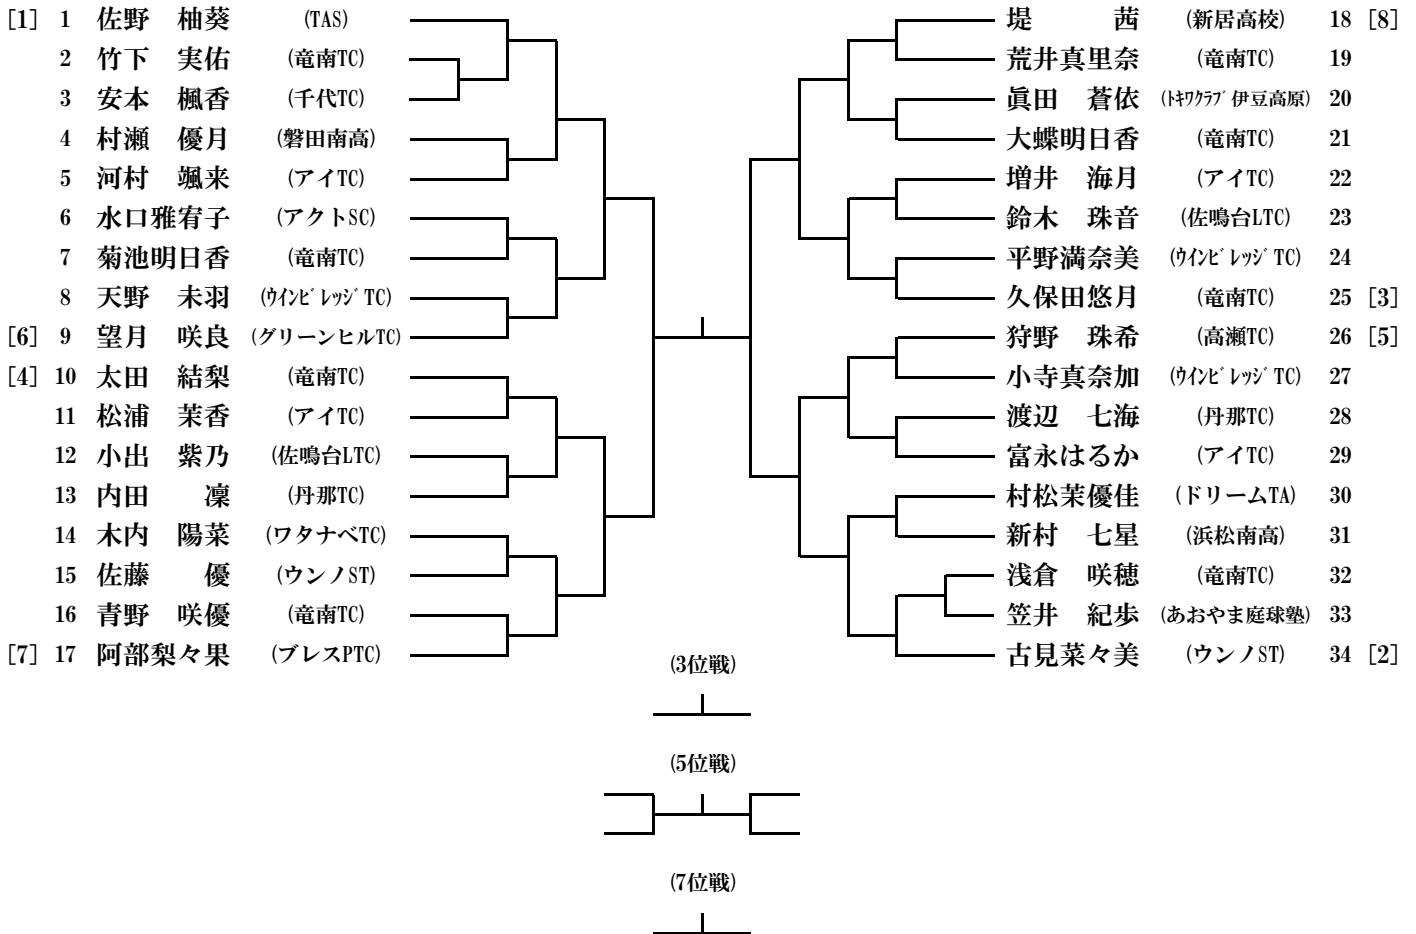 [1] 1 佐野 柚葵 (TAS)
2 竹下 実佑 (竜南TC)
3 安本 楓香 (千代TC)
4 村瀬 優月 (磐田南高)
5 河村 颯来 (アイTC)
6 水口雅宥子 (アクトSC)
7 菊池明日香 (竜南TC)
8 天野 未羽 (ｳｲﾝﾋﾞﾚｯｼﾞTC)
[6] 9 望月 咲良 (グリーンヒルTC)
[4] 10 太田 結梨 (竜南TC)
11 松浦 茉香 (アイTC)
12 小出 紫乃 (佐鳴台LTC)
13 内田 凜 (丹那TC)
14 木内 陽菜 (ワタナベTC)
15 佐藤 優 (ウンノST)
16 青野 咲優 (竜南TC)
[7] 17 阿部梨々果 (ブレスPTC)
堤 茜 (新居高校) 18 [8]
荒井真里奈 (竜南TC) 19
眞田 蒼依 (ﾄｷﾜｸﾗﾌﾞ伊豆高原) 20
大蝶明日香 (竜南TC) 21
増井 海月 (アイTC) 22
鈴木 珠音 (佐鳴台LTC) 23
平野満奈美 (ｳｲﾝﾋﾞﾚｯｼﾞTC) 24
久保田悠月 (竜南TC) 25 [3]
狩野 珠希 (高瀬TC) 26 [5]
小寺真奈加 (ｳｲﾝﾋﾞﾚｯｼﾞTC) 27
渡辺 七海 (丹那TC) 28
富永はるか (アイTC) 29
村松茉優佳 (ドリームTA) 30
新村 七星 (浜松南高) 31
浅倉 咲穂 (竜南TC) 32
笠井 紀歩 (あおやま庭球塾) 33
古見菜々美 (ウンノST) 34 [2]
(3位戦)
(5位戦)
(7位戦)